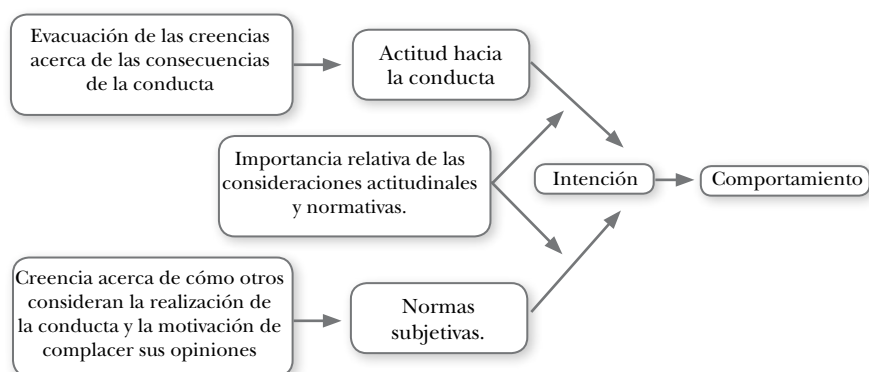 Evacuación de las creencias
acerca de las consecuencias
de la conducta
Actitud hacia
la conducta
Importancia relativa de las
consideraciones actitudinales
y normativas.
Intención
Comportamiento
Creencia acerca de cómo otros
consideran la realización de
la conducta y la motivación de
complacer sus opiniones
Normas
subjetivas.